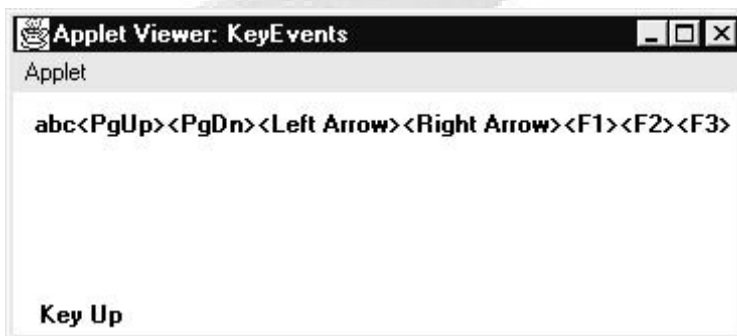 Applet Viewer: KeyEvents
Applet
abc<PgUp><PgDn><Left Arrow><Right Arrow><F1><F2><F3>
Key Up